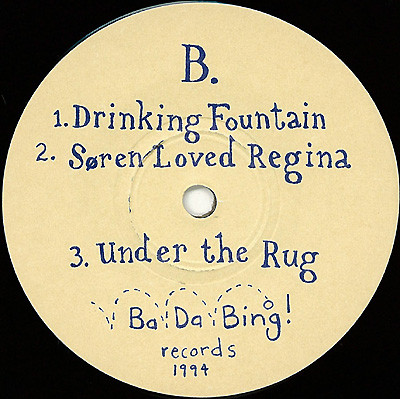 B.
1. Drinking Fountain
2. Søren Loved Regina
3. Under the Rug
Ba Da Bing!
records
1994